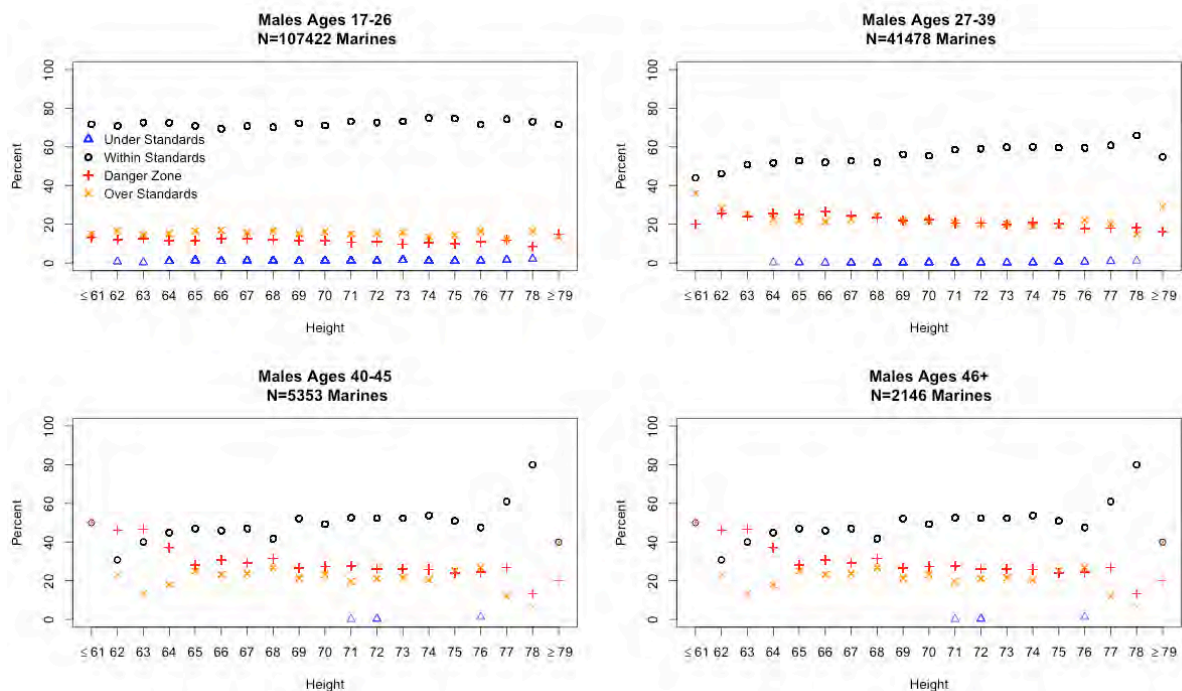 Males Ages 17-26
N=107422 Marines
Percent
0 20 40 60 80 100
Under Standards
Within Standards
Danger Zone
Over Standards
≤ 61 62 63 64 65 66 67 68 69 70 71 72 73 74 75 76 77 78 ≥ 79
Height
Males Ages 27-39
N=41478 Marines
Percent
0 20 40 60 80 100
≤ 61 62 63 64 65 66 67 68 69 70 71 72 73 74 75 76 77 78 ≥ 79
Height
Males Ages 40-45
N=5353 Marines
Percent
0 20 40 60 80 100
≤ 61 62 63 64 65 66 67 68 69 70 71 72 73 74 75 76 77 78 ≥ 79
Height
Males Ages 46+
N=2146 Marines
Percent
0 20 40 60 80 100
≤ 61 62 63 64 65 66 67 68 69 70 71 72 73 74 75 76 77 78 ≥ 79
Height